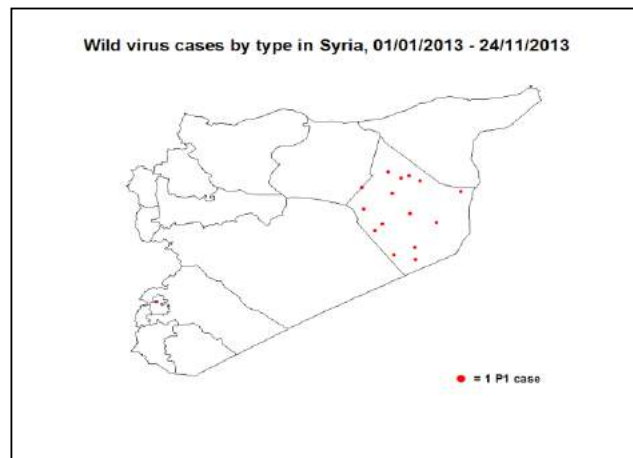 Wild virus cases by type in Syria, 01/01/2013 - 24/11/2013
= 1 P1 case